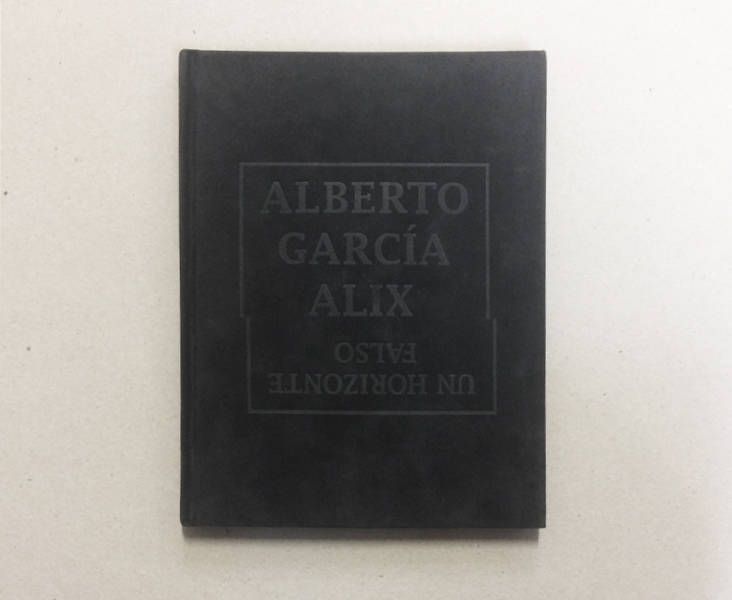 ALBERTO
GARCÍA
ALIX
UN HORIZONTE
FALSO